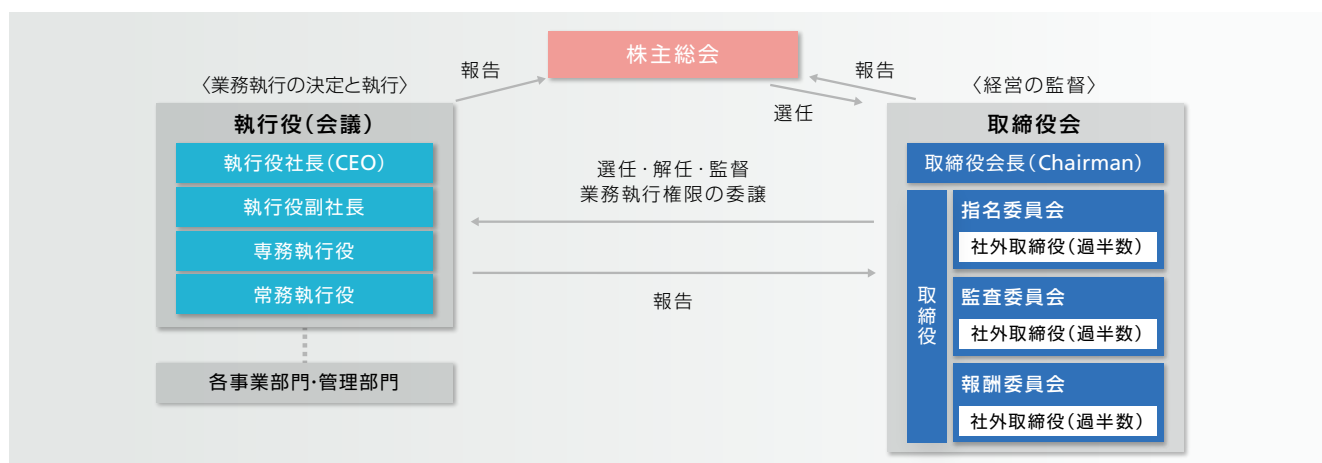 株主総会
報告
報告
選任
〈業務執行の決定と執行〉
執行役(会議)
執行役社長(CEO)
執行役副社長
専務執行役
常務執行役
各事業部門・管理部門
選任・解任・監督
業務執行権限の委譲
報告
〈経営の監督〉
取締役会
取締役会長(Chairman)
取締役
指名委員会
社外取締役(過半数)
監査委員会
社外取締役(過半数)
報酬委員会
社外取締役(過半数)